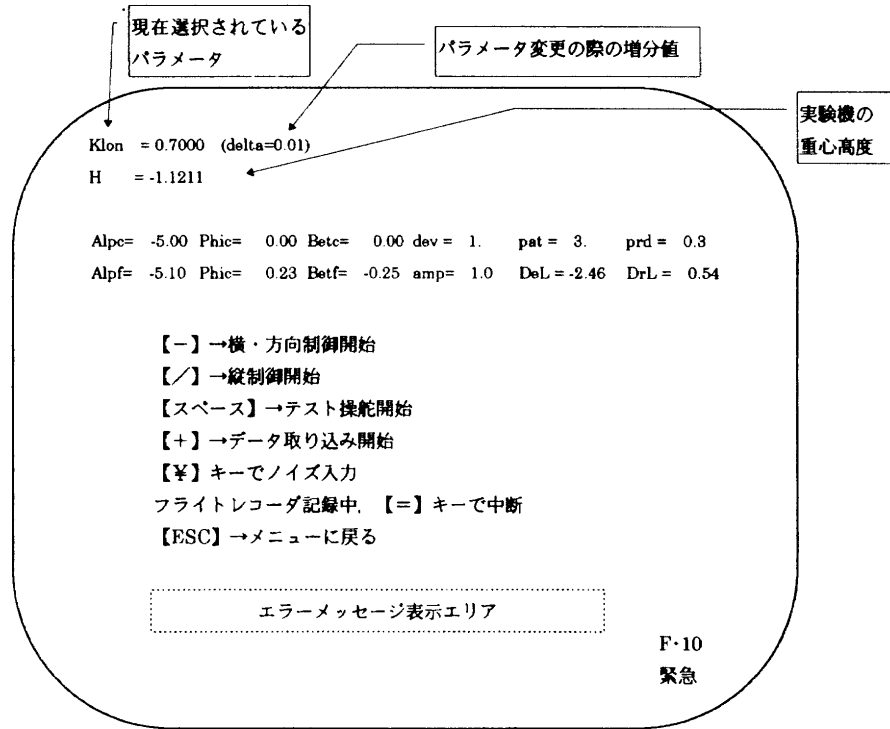 現在選択されている
パラメータ
パラメータ変更の際の増分値
実験機の
重心高度
Klon = 0.7000 (delta=0.01)
H = -1.1211
Alpc= -5.00 Phic= 0.00 Betc= 0.00 dev = 1. pat = 3. prd = 0.3
Alpf= -5.10 Phic= 0.23 Betf= -0.25 amp= 1.0 DeL = -2.46 DrL = 0.54
【－】→横・方向制御開始
【／】→縦制御開始
【スペース】→テスト操舵開始
【＋】→データ取り込み開始
【¥】キーでノイズ入力
フライトレコーダ記録中，【＝】キーで中断
【ESC】→メニューに戻る
エラーメッセージ表示エリア
F・10
緊急